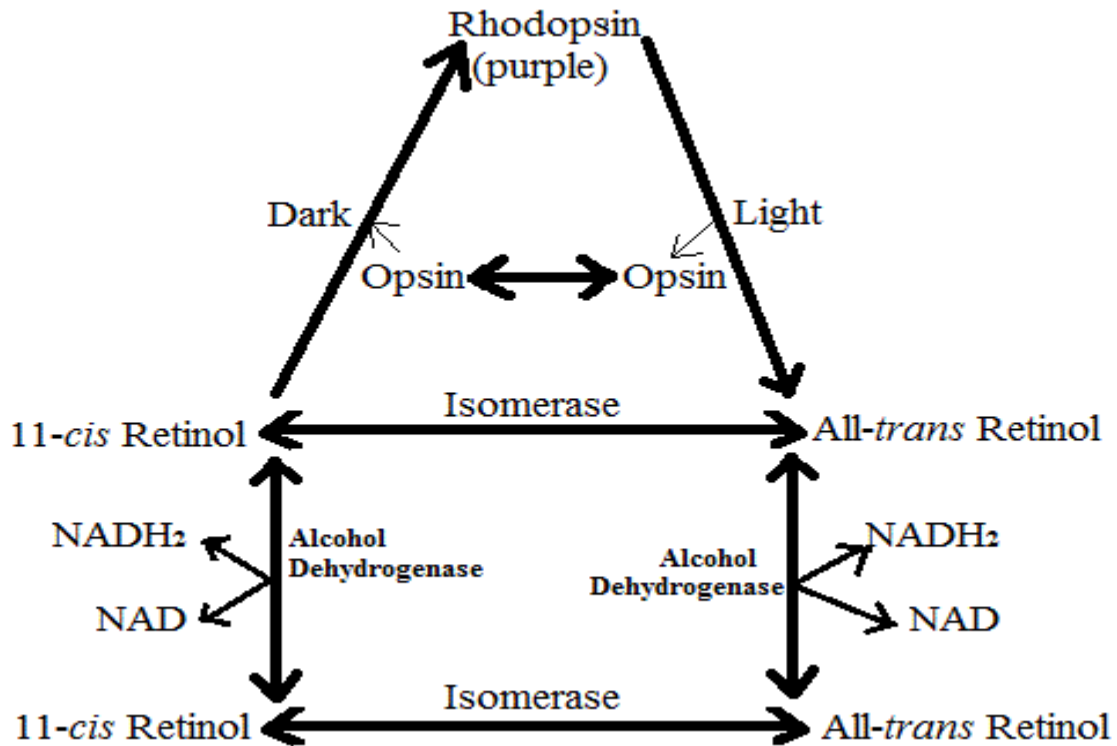 Rhodopsin
(purple)
Dark
Light
Opsin
Opsin
Isomerase
11-cis Retinol
All-trans Retinol
NADH₂
Alcohol
Dehydrogenase
NAD
Alcohol
Dehydrogenase
NADH₂
NAD
Isomerase
11-cis Retinol
All-trans Retinol